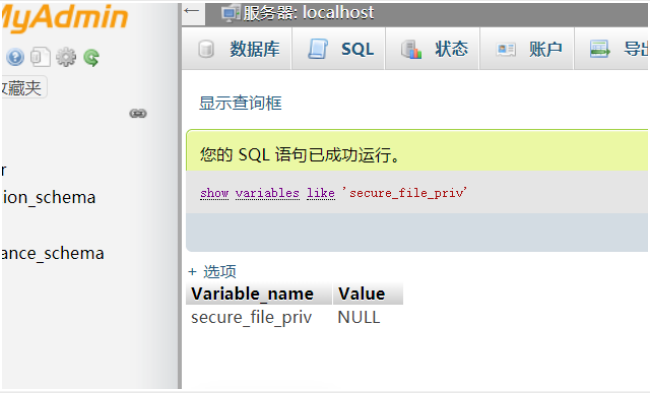 MyAdmin
服务器: localhost
数据库
SQL
状态
账户
收藏夹
显示查询框
您的 SQL 语句已成功运行。
r
ion_schema
show variables like 'secure_file_priv'
ance_schema
+ 选项
Variable_name Value
secure_file_priv NULL